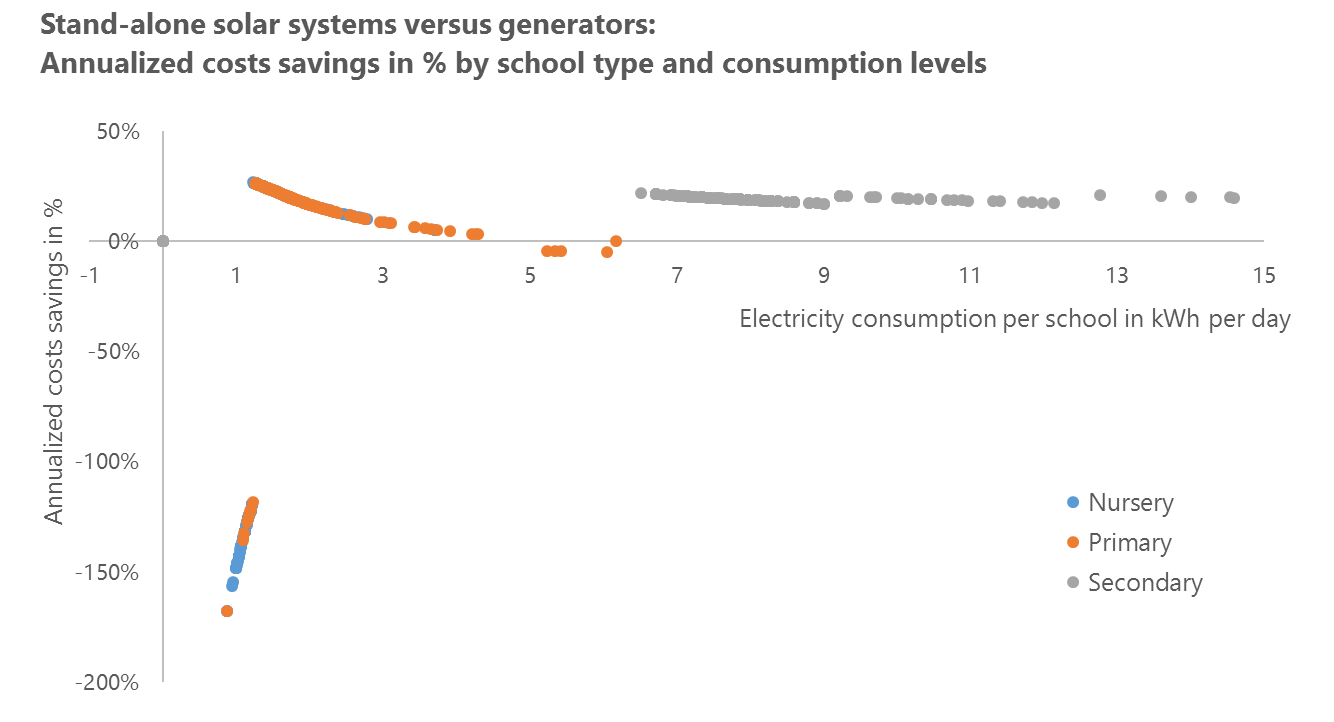 Stand-alone solar systems versus generators:
Annualized costs savings in % by school type and consumption levels
Annualized costs savings in %
50%
0%
-50%
-100%
-150%
-200%
-1 1 3 5 7 9 11 13 15
Electricity consumption per school in kWh per day
Nursery
Primary
Secondary